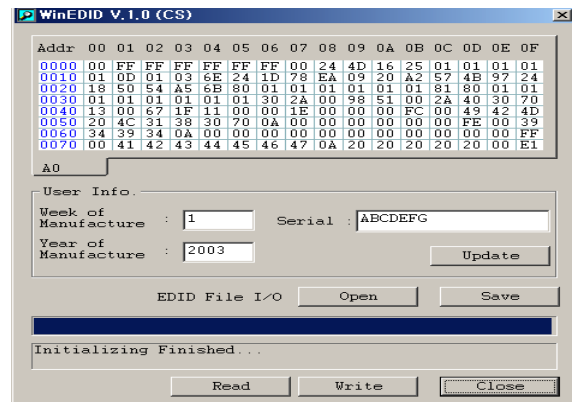 WinEDID V.1.0 (CS)
Addr 00 01 02 03 04 05 06 07 08 09 0A 0B 0C 0D 0E 0F
0000 00 FF FF FF FF FF FF 00 24 4D 16 25 01 01 01 01
0010 01 0D 01 03 6E 24 1D 78 EA 09 20 A2 57 4B 97 24
0020 18 50 54 A5 6B 80 01 01 01 01 01 01 81 80 01 01
0030 01 01 01 01 01 01 30 2A 00 98 51 00 2A 40 30 70
0040 13 00 67 1F 11 00 00 1E 00 00 00 FC 00 49 42 4D
0050 20 4C 31 38 30 70 0A 00 00 00 00 00 00 FE 00 39
0060 34 39 34 0A 00 00 00 00 00 00 00 00 00 00 00 FF
0070 00 41 42 43 44 45 46 47 0A 20 20 20 20 20 00 E1
A0
User Info.
Week of Manufacture : 1 Serial : ABCDEFG
Year of Manufacture : 2003 Update
EDID File I/O Open Save
Initializing Finished...
Read Write Close